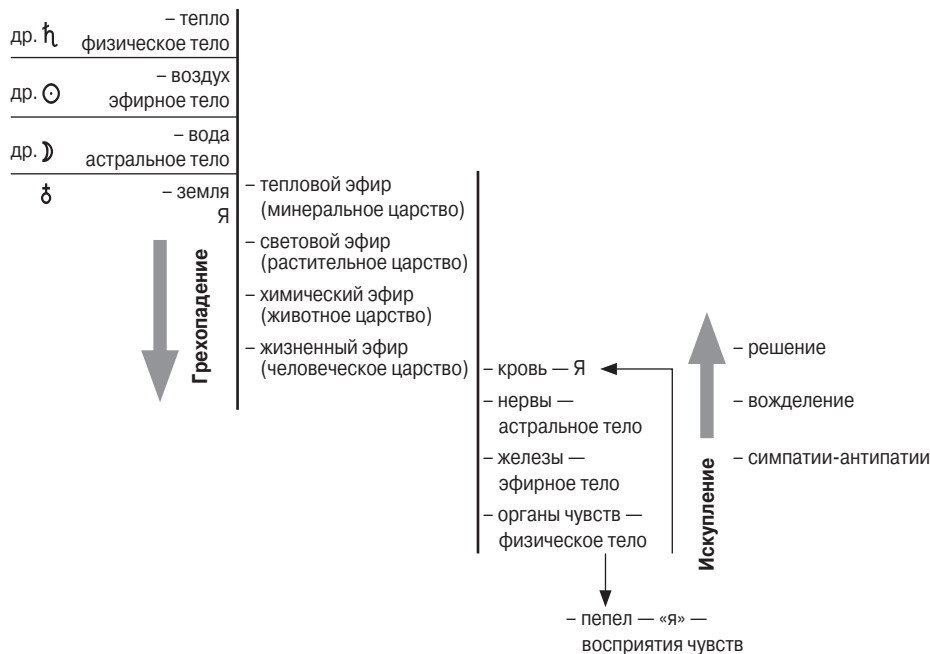 др. ♄ – тепло
физическое тело
др. ☉ – воздух
эфирное тело
др. ☽ – вода
астральное тело
♁ – земля
Я
Грехопадение
– тепловой эфир
(минеральное царство)
– световой эфир
(растительное царство)
– химический эфир
(животное царство)
– жизненный эфир
(человеческое царство)
– кровь — Я
– нервы —
астральное тело
– железы —
эфирное тело
– органы чувств —
физическое тело
– пепел — «я» —
восприятия чувств
Искупление
– решение
– вожделение
– симпатии-антипатии